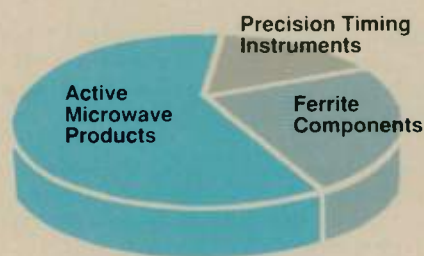 Precision Timing
Instruments
Active
Microwave
Products
Ferrite
Components